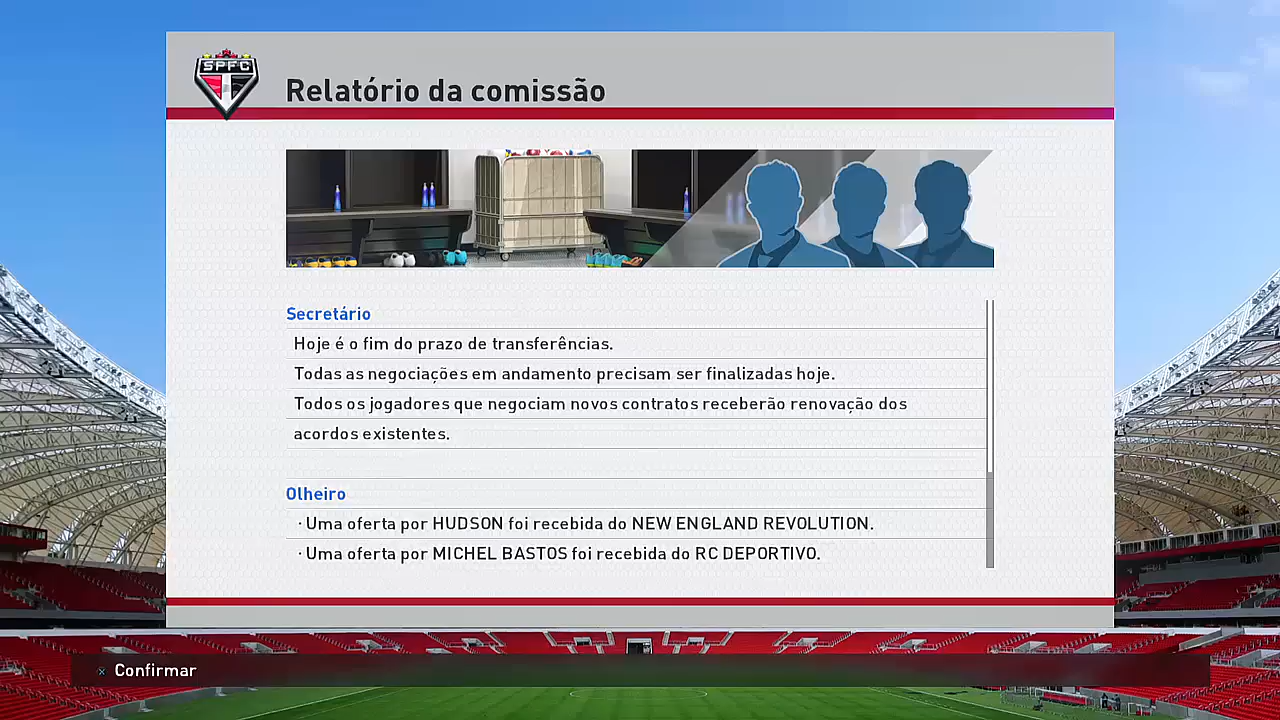 SPFC
Relatório da comissão
Secretário
Hoje é o fim do prazo de transferências.
Todas as negociações em andamento precisam ser finalizadas hoje.
Todos os jogadores que negociam novos contratos receberão renovação dos
acordos existentes.
Olheiro
· Uma oferta por HUDSON foi recebida do NEW ENGLAND REVOLUTION.
· Uma oferta por MICHEL BASTOS foi recebida do RC DEPORTIVO.
Confirmar